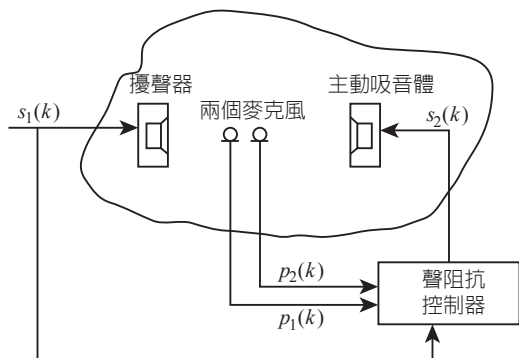 擾聲器
主動吸音體
s₁(k)
兩個麥克風
s₂(k)
p₂(k)
p₁(k)
聲阻抗
控制器